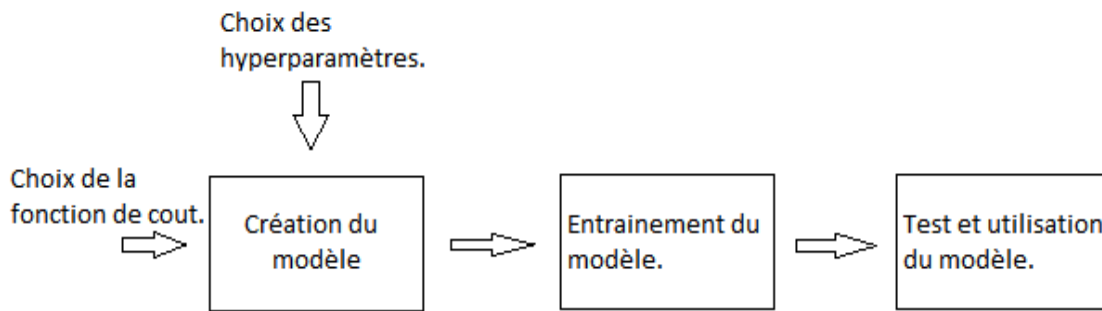 Choix des
hyperparamètres.
Choix de la
fonction de cout.
Création du
modèle
Entrainement du
modèle.
Test et utilisation
du modèle.